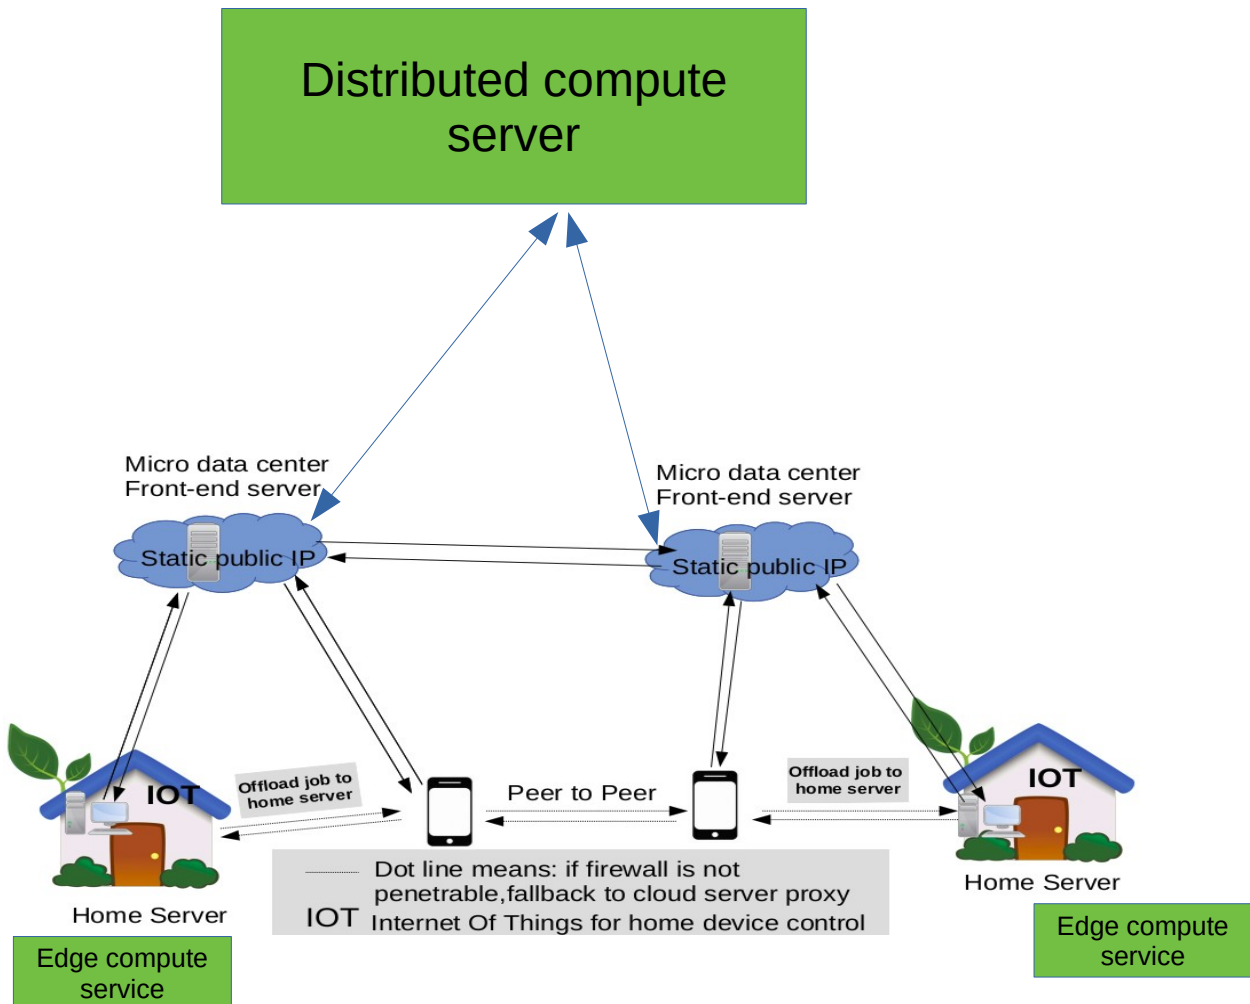 Distributed compute
server
Micro data center
Front-end server
Static public IP
Micro data center
Front-end server
Static public IP
IOT
Offload job to
home server
Peer to Peer
Offload job to
home server
IOT
Dot line means: if firewall is not
penetrable,fallback to cloud server proxy
IOT Internet Of Things for home device control
Home Server
Home Server
Edge compute
service
Edge compute
service